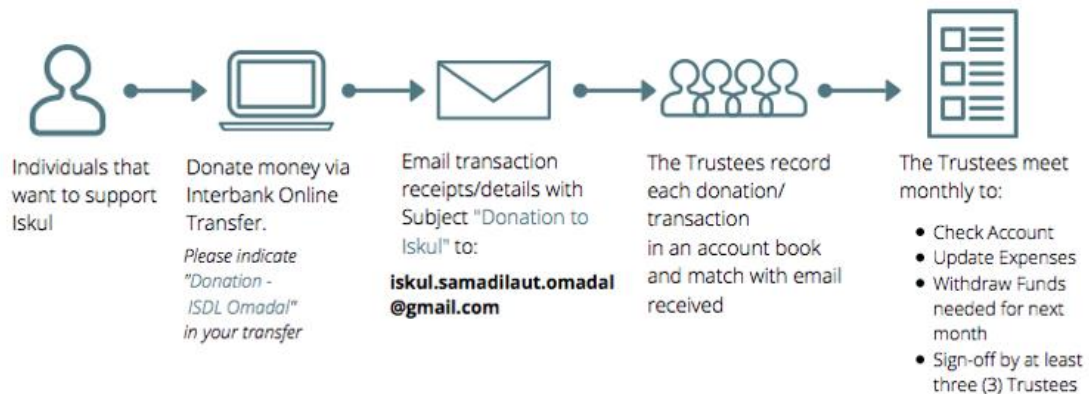 Individuals that
want to support
Iskul
Donate money via
Interbank Online
Transfer.
Please indicate
"Donation -
ISDL Omadal"
in your transfer
Email transaction
receipts/details with
Subject "Donation to
Iskul" to:
iskul.samadilaut.omadal
@gmail.com
The Trustees record
each donation/
transaction
in an account book
and match with email
received
The Trustees meet
monthly to:
• Check Account
• Update Expenses
• Withdraw Funds
needed for next
month
• Sign-off by at least
three (3) Trustees